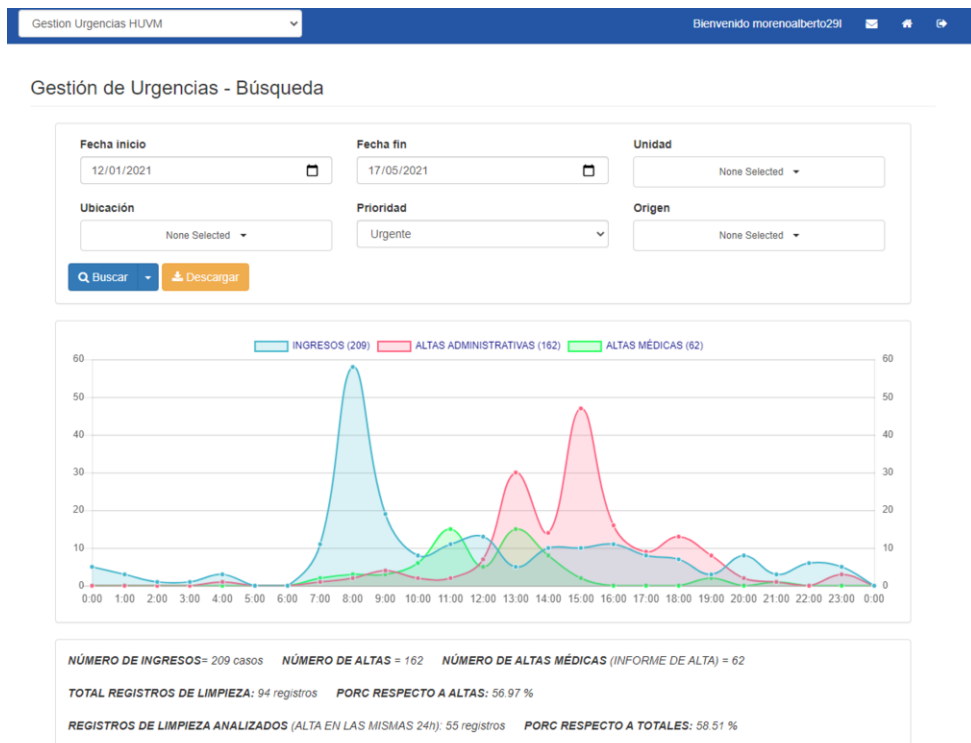 Gestion Urgencias HUVM Bienvenido morenoalberto29l
Gestión de Urgencias - Búsqueda
Fecha inicio Fecha fin Unidad
12/01/2021 17/05/2021 None Selected
Ubicación Prioridad Origen
None Selected Urgente None Selected
Buscar Descargar
INGRESOS (209) ALTAS ADMINISTRATIVAS (162) ALTAS MÉDICAS (62)
60 60
50 50
40 40
30 30
20 20
10 10
0 0
0:00 1:00 2:00 3:00 4:00 5:00 6:00 7:00 8:00 9:00 10:00 11:00 12:00 13:00 14:00 15:00 16:00 17:00 18:00 19:00 20:00 21:00 22:00 23:00 0:00
NÚMERO DE INGRESOS= 209 casos NÚMERO DE ALTAS = 162 NÚMERO DE ALTAS MÉDICAS (INFORME DE ALTA) = 62
TOTAL REGISTROS DE LIMPIEZA: 94 registros PORC RESPECTO A ALTAS: 56.97 %
REGISTROS DE LIMPIEZA ANALIZADOS (ALTA EN LAS MISMAS 24h): 55 registros PORC RESPECTO A TOTALES: 58.51 %